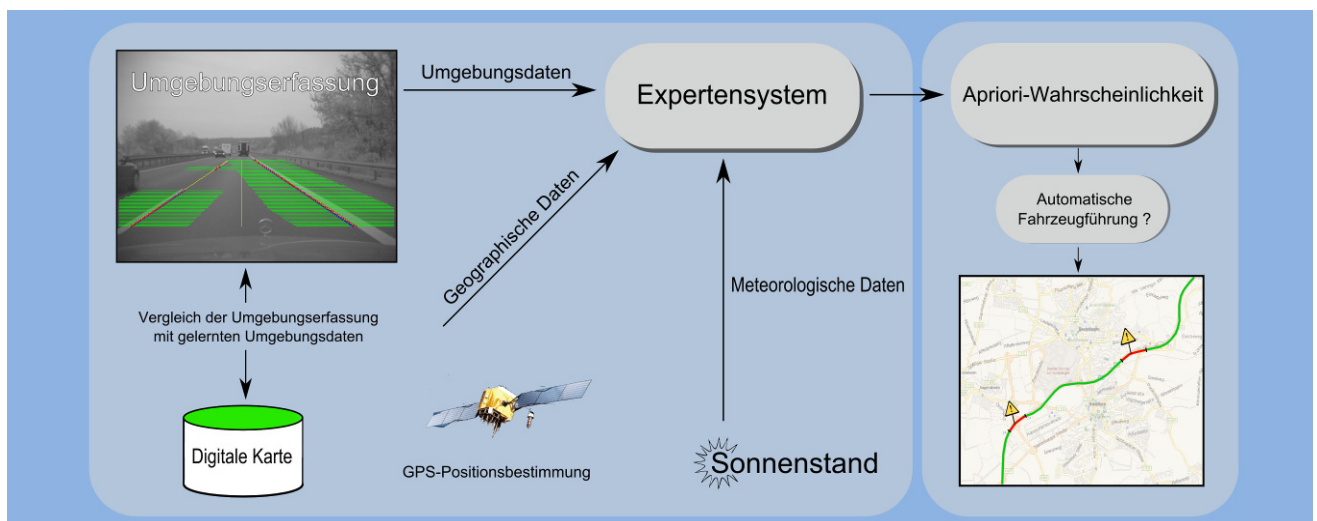 Umgebungserfassung
Umgebungsdaten
Expertensystem
Apriori-Wahrscheinlichkeit
Geographische Daten
Automatische
Fahrzeugführung ?
Meteorologische Daten
Vergleich der Umgebungserfassung
mit gelernten Umgebungsdaten
Digitale Karte
GPS-Positionsbestimmung
Sonnenstand